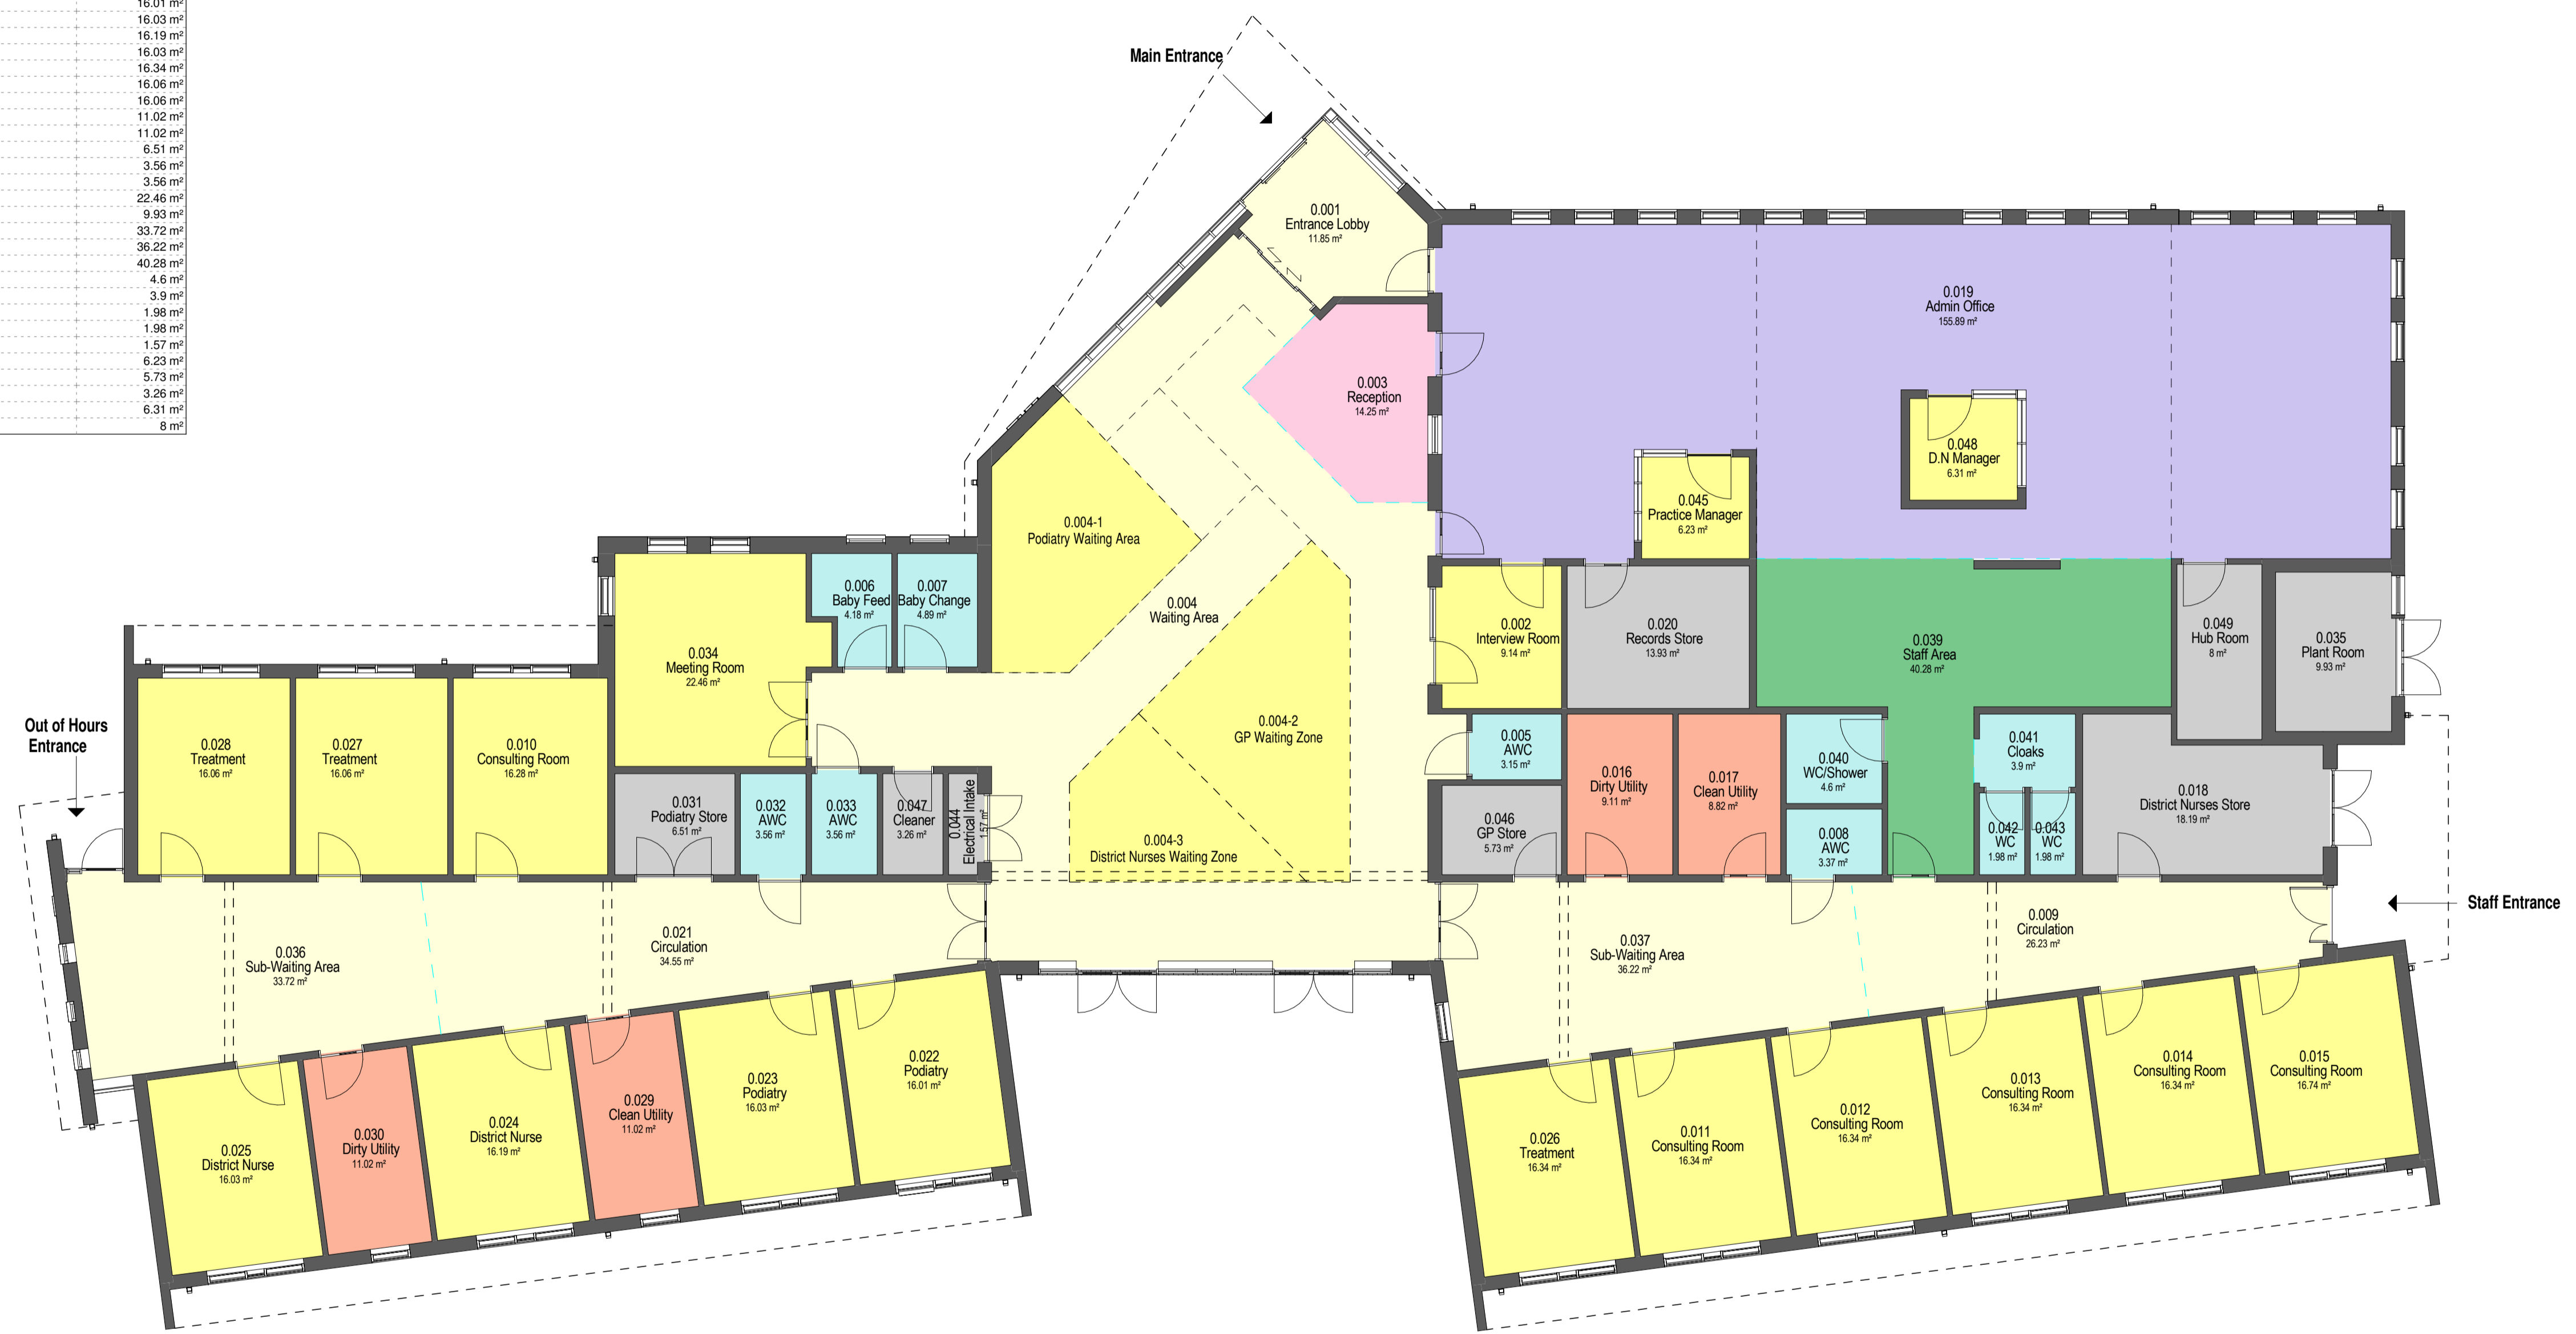 16.01 m²
16.03 m²
16.19 m²
16.03 m²
16.34 m²
16.06 m²
16.06 m²
11.02 m²
11.02 m²
6.51 m²
3.56 m²
3.56 m²
22.46 m²
9.93 m²
33.72 m²
36.22 m²
40.28 m²
4.6 m²
3.9 m²
1.98 m²
1.98 m²
1.57 m²
6.23 m²
5.73 m²
3.26 m²
6.31 m²
8 m²
Main Entrance
0.001
Entrance Lobby
11.85 m²
0.019
Admin Office
155.89 m²
0.003
Reception
14.25 m²
0.048
D.N Manager
6.31 m²
0.045
Practice Manager
6.23 m²
0.004-1
Podiatry Waiting Area
0.006
Baby Feed
4.18 m²
0.007
Baby Change
4.89 m²
0.004
Waiting Area
0.002
Interview Room
9.14 m²
0.020
Records Store
13.93 m²
0.039
Staff Area
40.28 m²
0.049
Hub Room
8 m²
0.035
Plant Room
9.93 m²
0.034
Meeting Room
22.46 m²
Out of Hours
Entrance
0.028
Treatment
16.06 m²
0.027
Treatment
16.06 m²
0.010
Consulting Room
16.28 m²
0.004-2
GP Waiting Zone
0.005
AWC
3.15 m²
0.016
Dirty Utility
9.11 m²
0.017
Clean Utility
8.82 m²
0.040
WC/Shower
4.6 m²
0.041
Cloaks
3.9 m²
0.018
District Nurses Store
18.19 m²
0.031
Podiatry Store
6.51 m²
0.032
AWC
3.56 m²
0.033
AWC
3.56 m²
0.047
Cleaner
3.26 m²
0.044
Electrical Intake
1.57 m²
0.004-3
District Nurses Waiting Zone
0.046
GP Store
5.73 m²
0.008
AWC
3.37 m²
0.042
WC
1.98 m²
0.043
WC
1.98 m²
Staff Entrance
0.036
Sub-Waiting Area
33.72 m²
0.021
Circulation
34.55 m²
0.037
Sub-Waiting Area
36.22 m²
0.009
Circulation
26.23 m²
0.025
District Nurse
16.03 m²
0.030
Dirty Utility
11.02 m²
0.024
District Nurse
16.19 m²
0.029
Clean Utility
11.02 m²
0.023
Podiatry
16.03 m²
0.022
Podiatry
16.01 m²
0.026
Treatment
16.34 m²
0.011
Consulting Room
16.34 m²
0.012
Consulting Room
16.34 m²
0.013
Consulting Room
16.34 m²
0.014
Consulting Room
16.34 m²
0.015
Consulting Room
16.74 m²